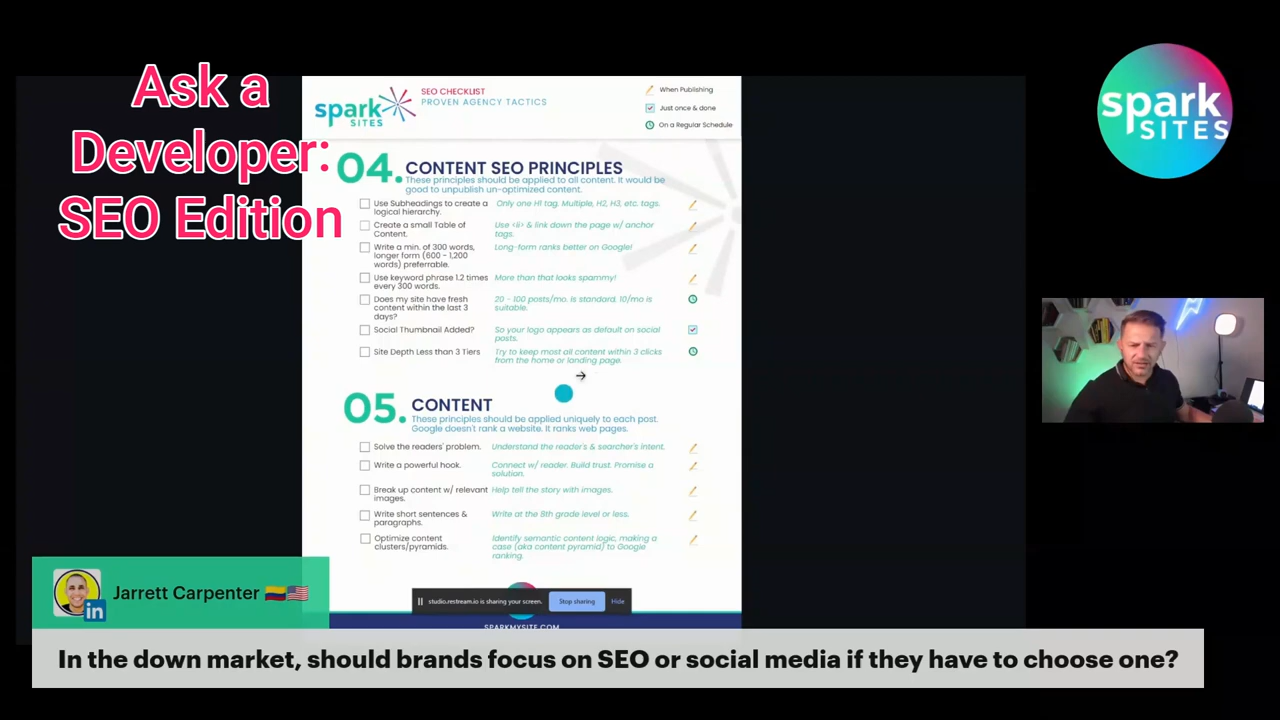 Ask a
Developer:
SEO Edition
spark
SITES
SEO CHECKLIST
PROVEN AGENCY TACTICS
When Publishing
Just once & done
On a Regular Schedule
04.
CONTENT SEO PRINCIPLES
These principles should be applied to all content. It would be
good to unpublish un-optimized content.
Use Subheadings to create a
logical hierarchy.
Only one H1 tag. Multiple, H2, H3, etc. tags.
Create a small Table of
Content.
Use <li> & link down the page w/ anchor
tags.
Write a min. of 300 words,
longer form (600 - 1,200
words) preferrable.
Long-form ranks better on Google!
Use keyword phrase 1.2 times
every 300 words.
More than that looks spammy!
Does my site have fresh
content within the last 3
days?
20 - 100 posts/mo. is standard. 10/mo is
suitable.
Social Thumbnail Added?
So your logo appears as default on social
posts.
Site Depth Less than 3 Tiers
Try to keep most all content within 3 clicks
from the home or landing page.
05.
CONTENT
These principles should be applied uniquely to each post.
Google doesn't rank a website. It ranks web pages.
Solve the readers' problem.
Understand the reader's & searcher's intent.
Write a powerful hook.
Connect w/ reader. Build trust. Promise a
solution.
Break up content w/ relevant
images.
Help tell the story with images.
Write short sentences &
paragraphs.
Write at the 8th grade level or less.
Optimize content
clusters/pyramids.
Identify semantic content logic, making a
case (aka content pyramid) to Google
ranking.
studio.restream.io is sharing your screen.
Stop sharing
Hide
SPARKMYSITE.COM
spark
SITES
in
Jarrett Carpenter 🇨🇴🇺🇸
In the down market, should brands focus on SEO or social media if they have to choose one?